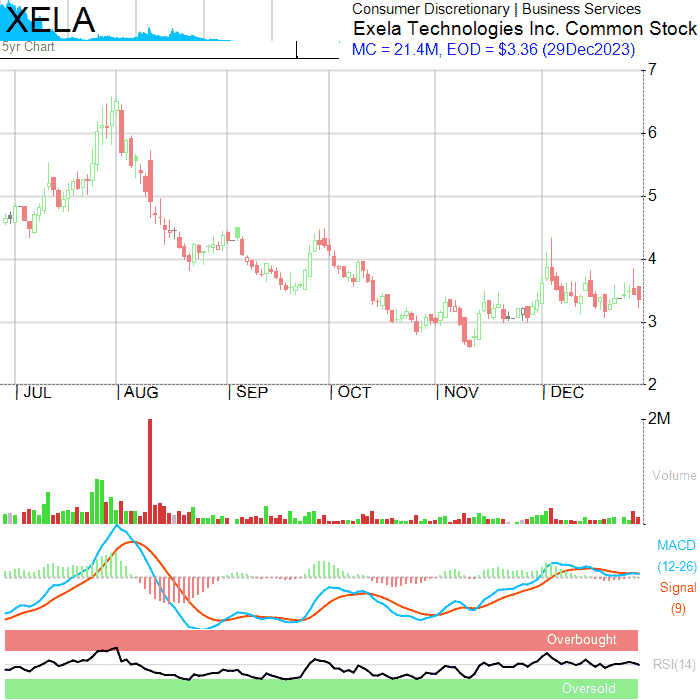 XELA
Consumer Discretionary | Business Services
Exela Technologies Inc. Common Stock
5yr Chart
MC = 21.4M, EOD = $3.36 (29Dec2023)
7
6
5
4
3
2
JUL AUG SEP OCT NOV DEC
2M
Volume
MACD
(12-26)
Signal
(9)
Overbought
RSI(14)
Oversold